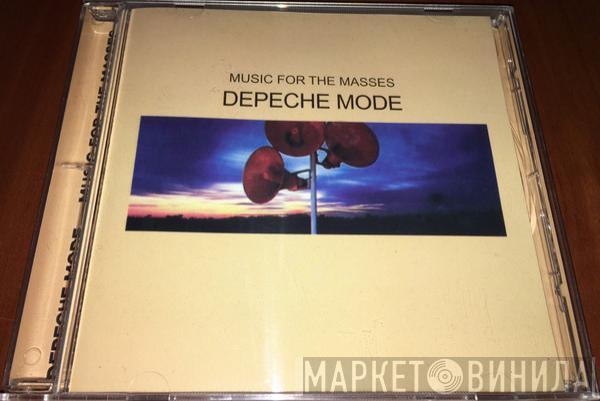 MUSIC FOR THE MASSES
DEPECHE MODE
DEPECHE MODE MUSIC FOR THE MASSES
МАРКЕТ ВИНИЛА